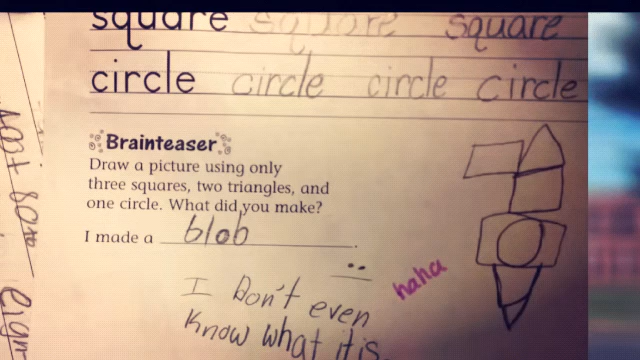 square square square
circle circle circle circle
Brainteaser
Draw a picture using only
three squares, two triangles, and
one circle. What did you make?
I made a blob.
I Don't even
know what it is.
haha